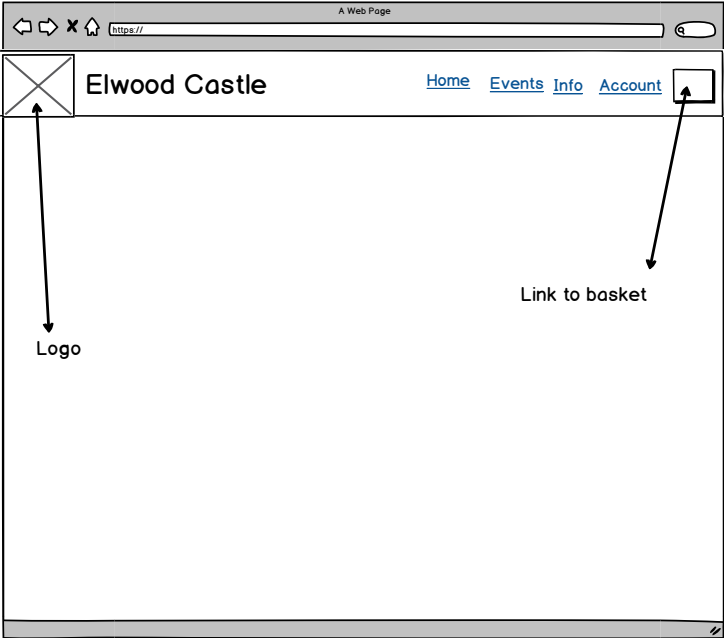 A Web Page
https://
Elwood Castle
Home Events Info Account
Link to basket
Logo